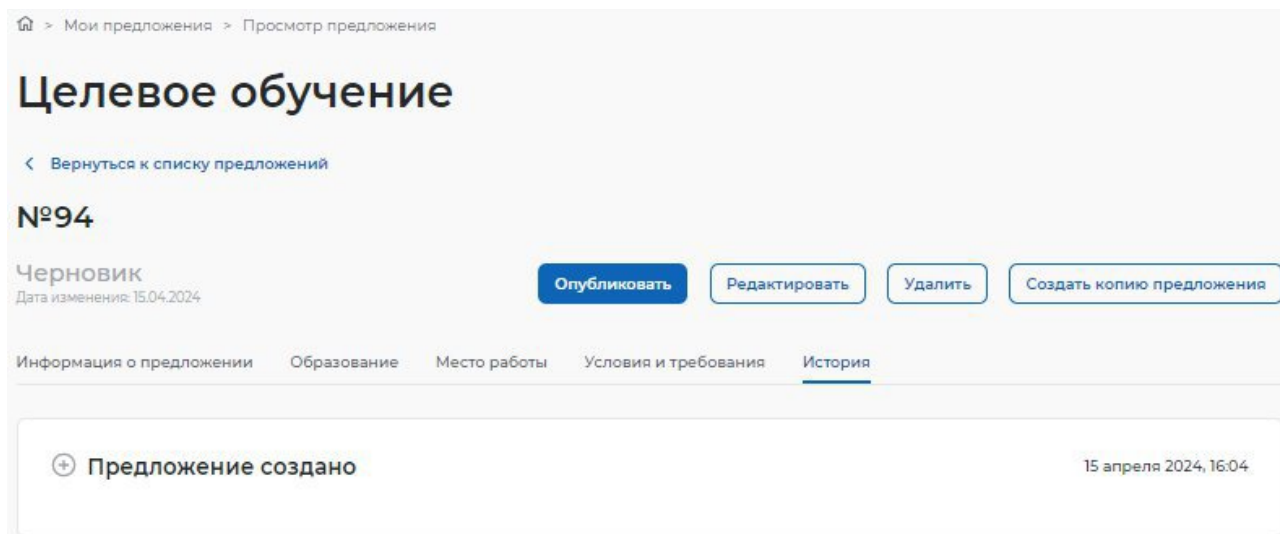 > Мои предложения > Просмотр предложения
Целевое обучение
< Вернуться к списку предложений
№94
Черновик
Дата изменения: 15.04.2024
Опубликовать Редактировать Удалить Создать копию предложения
Информация о предложении Образование Место работы Условия и требования История
Предложение создано 15 апреля 2024, 16:04